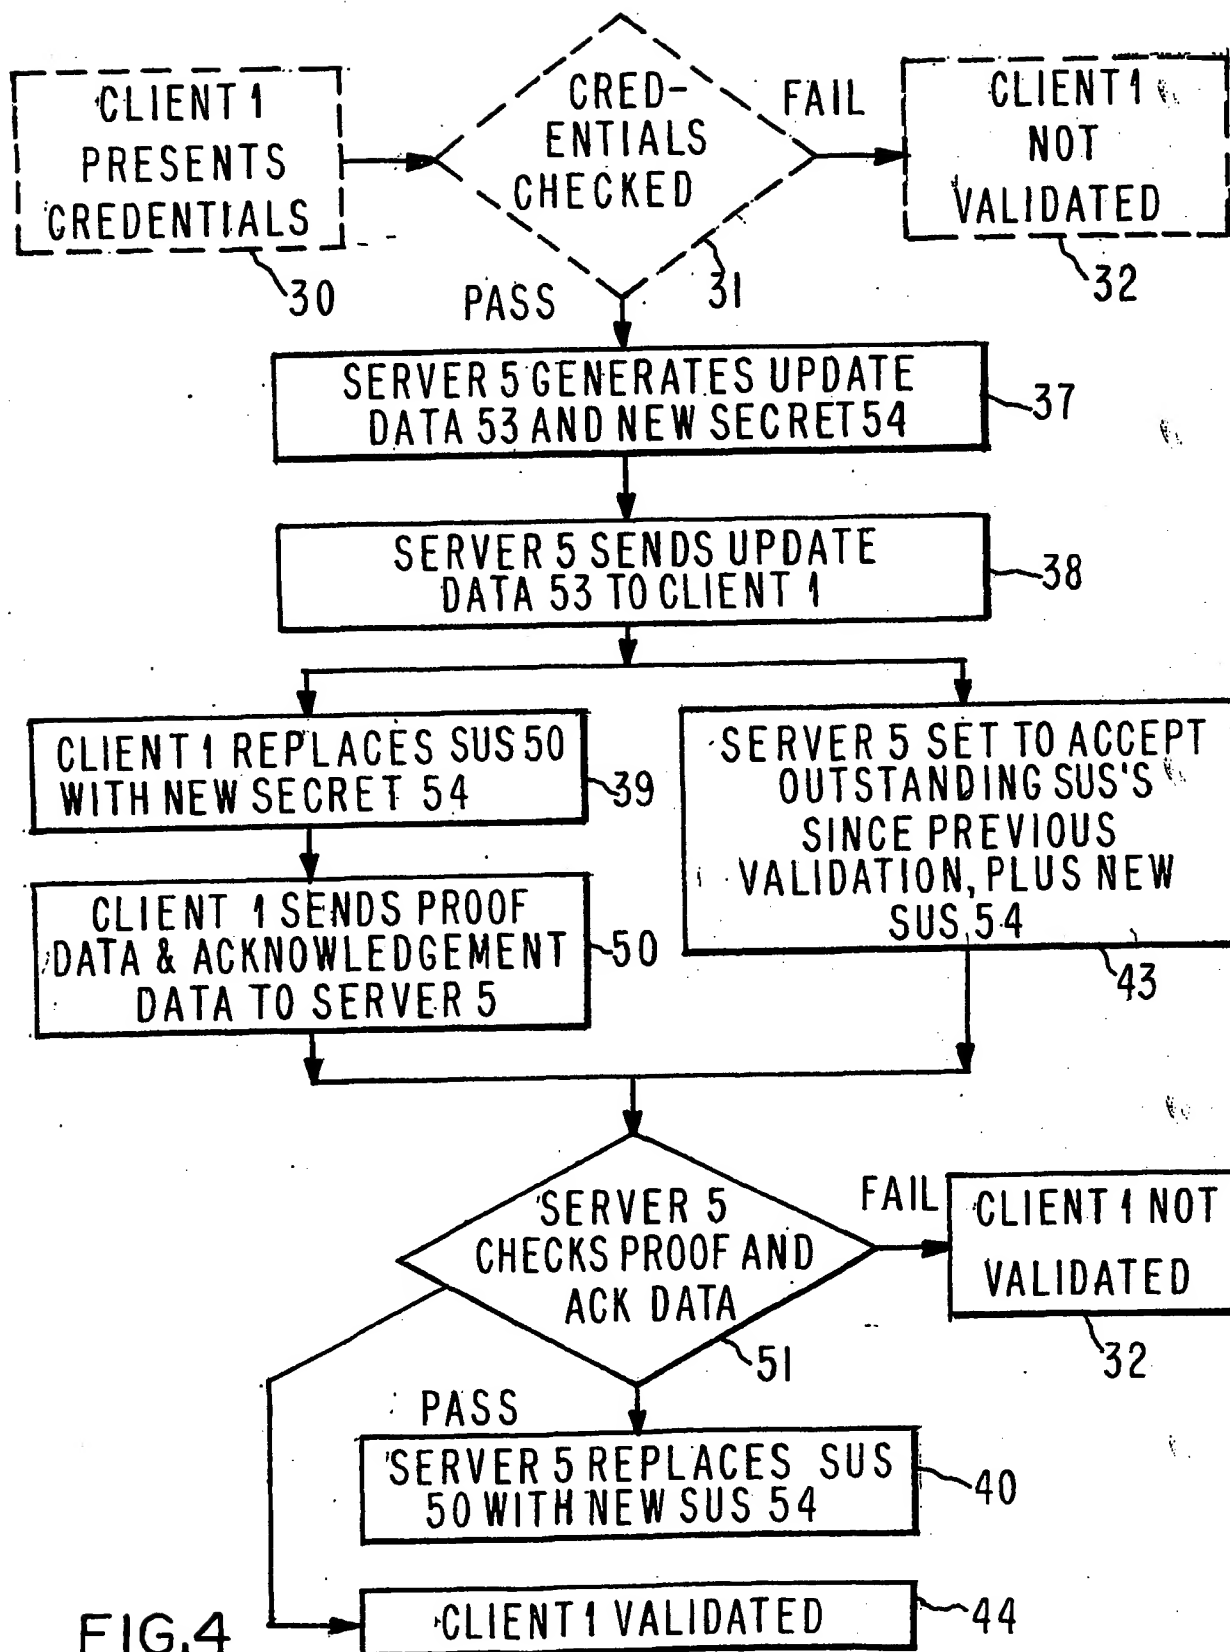 CLIENT 1
PRESENTS
CREDENTIALS
30
CRED-
ENTIALS
CHECKED
31
FAIL
CLIENT 1
NOT
VALIDATED
32
PASS
SERVER 5 GENERATES UPDATE
DATA 53 AND NEW SECRET 54
37
SERVER 5 SENDS UPDATE
DATA 53 TO CLIENT 1
38
CLIENT 1 REPLACES SUS 50
WITH NEW SECRET 54
39
SERVER 5 SET TO ACCEPT
OUTSTANDING SUS'S
SINCE PREVIOUS
VALIDATION, PLUS NEW
SUS 54
43
CLIENT 1 SENDS PROOF
DATA & ACKNOWLEDGEMENT
DATA TO SERVER 5
50
SERVER 5
CHECKS PROOF AND
ACK DATA
51
FAIL
CLIENT 1 NOT
VALIDATED
32
PASS
SERVER 5 REPLACES SUS
50 WITH NEW SUS 54
40
CLIENT 1 VALIDATED
44
FIG.4